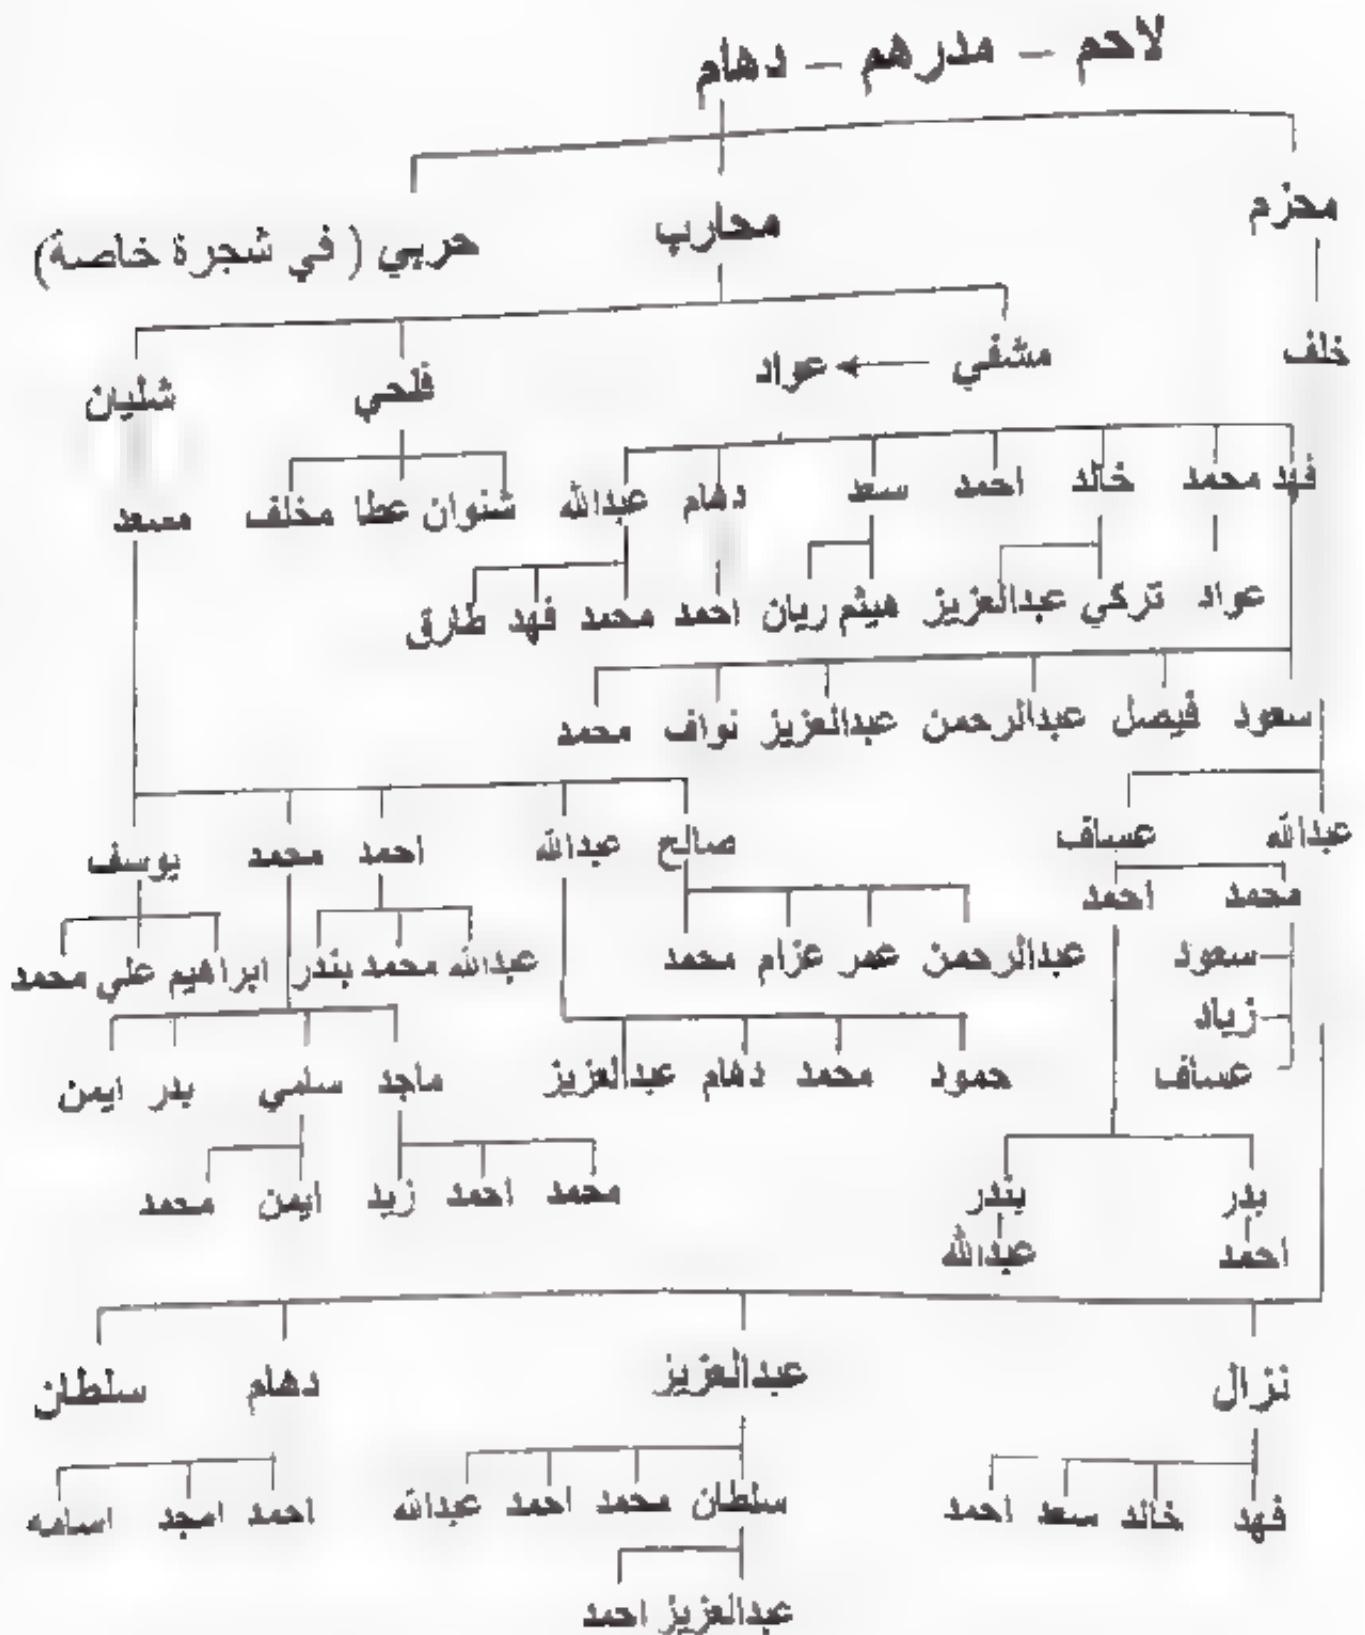 لاحم – مدرهم – دهام
محزم محارب حربي ( في شجرة خاصة)
خلف مشفي عواد فلحي شليان
فهد محمد خالد احمد سعد دهام عبدالله شنوان عطا مخلف مسعد
عواد تركي عبدالعزيز هيثم ريان احمد محمد فهد طارق
سعود فيصل عبدالرحمن عبدالعزيز نواف محمد
عبدالله عساف صالح عبدالله احمد محمد يوسف
محمد احمد
عبدالرحمن عمر عزام محمد عبدالله محمد بندر ابراهيم علي محمد
سعود
زياد
عساف حمود محمد دهام عبدالعزيز ماجد سلمي بدر ايمن
بدر بندر محمد احمد زيد ايمن محمد
احمد عبدالله
نزال عبدالعزيز دهام سلطان
فهد خالد سعد احمد سلطان محمد احمد عبدالله احمد امجد اسامه
عبدالعزيز احمد